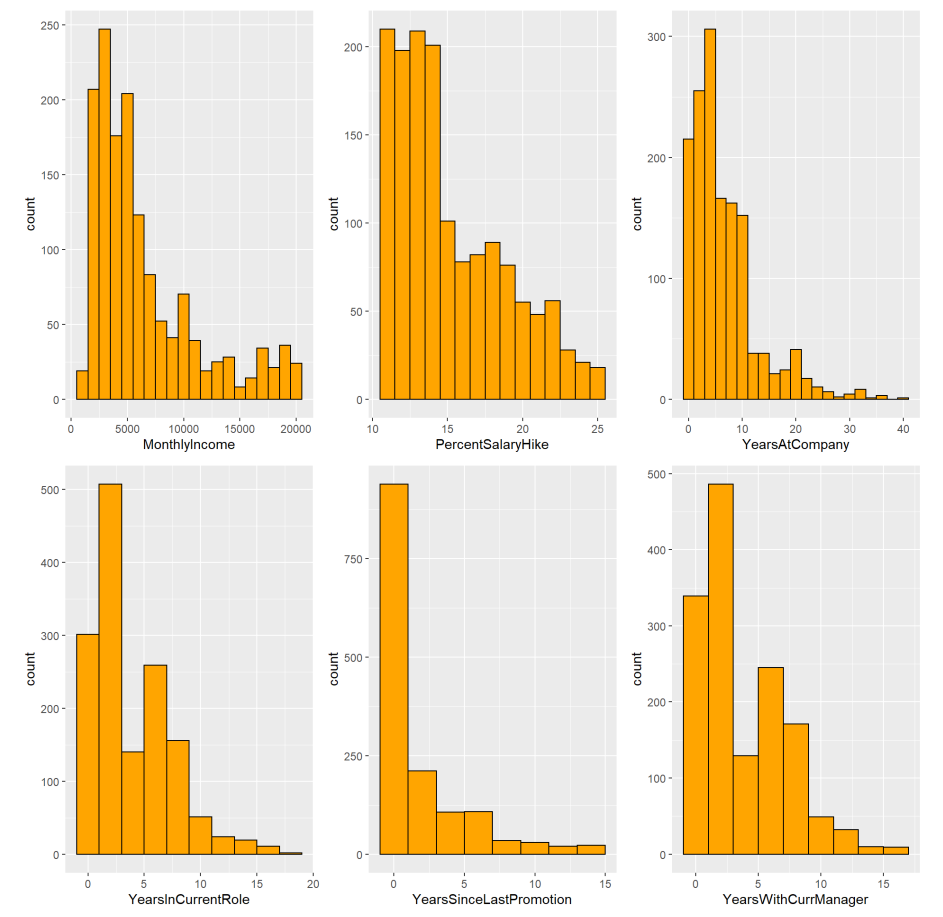 250
200
150
100
50
0
count
0 5000 10000 15000 20000
MonthlyIncome
200
150
100
50
0
count
10 15 20 25
PercentSalaryHike
300
200
100
0
count
0 10 20 30 40
YearsAtCompany
500
400
300
200
100
0
count
0 5 10 15 20
YearsInCurrentRole
750
500
250
0
count
0 5 10 15
YearsSinceLastPromotion
500
400
300
200
100
0
count
0 5 10 15
YearsWithCurrManager